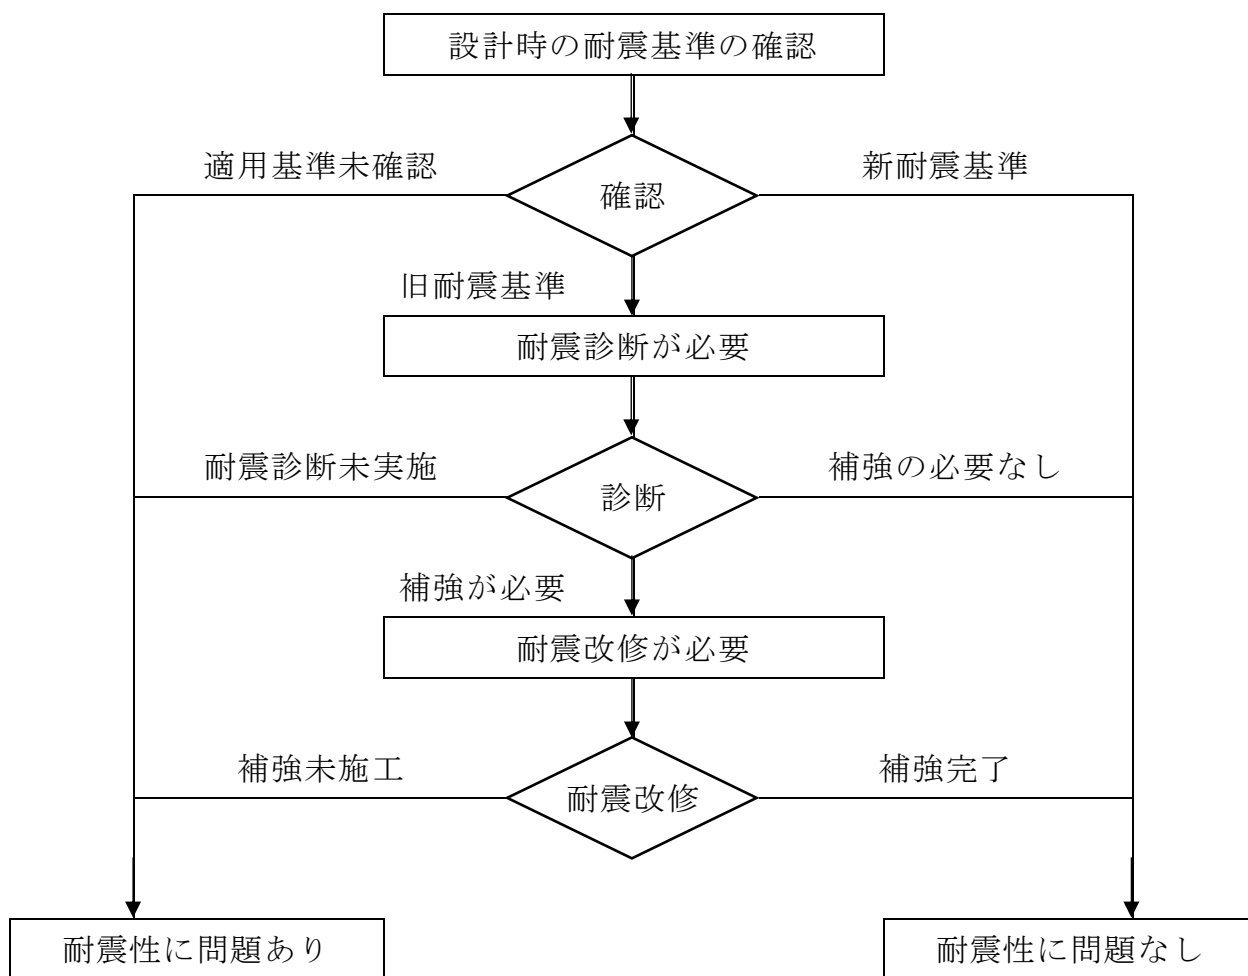 設計時の耐震基準の確認
適用基準未確認
新耐震基準
確認
旧耐震基準
耐震診断が必要
耐震診断未実施
補強の必要なし
診断
補強が必要
耐震改修が必要
補強未施工
補強完了
耐震改修
耐震性に問題あり
耐震性に問題なし